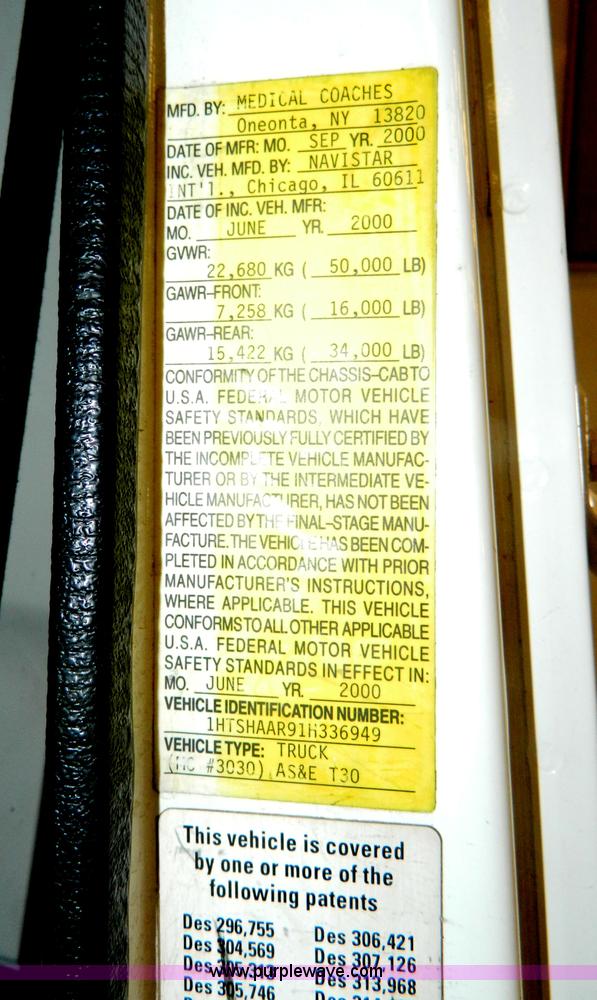 MFD. BY: MEDICAL COACHES
Oneonta, NY 13820
DATE OF MFR: MO. SEP YR. 2000
INC. VEH. MFD. BY: NAVISTAR
INT'L., Chicago, IL 60611
DATE OF INC. VEH. MFR:
MO. JUNE YR. 2000
GVWR:
22,680 KG ( 50,000 LB)
GAWR-FRONT:
7,258 KG ( 16,000 LB)
GAWR-REAR:
15,422 KG ( 34,000 LB)
CONFORMITY OF THE CHASSIS-CAB TO
U.S.A. FEDERAL MOTOR VEHICLE
SAFETY STANDARDS, WHICH HAVE
BEEN PREVIOUSLY FULLY CERTIFIED BY
THE INCOMPLETE VEHICLE MANUFAC-
TURER OR BY THE INTERMEDIATE VE-
HICLE MANUFACTURER, HAS NOT BEEN
AFFECTED BY THE FINAL-STAGE MANU-
FACTURE. THE VEHICLE HAS BEEN COM-
PLETED IN ACCORDANCE WITH PRIOR
MANUFACTURER'S INSTRUCTIONS,
WHERE APPLICABLE. THIS VEHICLE
CONFORMS TO ALL OTHER APPLICABLE
U.S.A. FEDERAL MOTOR VEHICLE
SAFETY STANDARDS IN EFFECT IN:
MO. JUNE YR. 2000
VEHICLE IDENTIFICATION NUMBER:
1HTSHAAR91H336949
VEHICLE TYPE: TRUCK
(MC #3030) AS&E T30
This vehicle is covered
by one or more of the
following patents
Des 296,755 Des 306,421
Des 304,569 Des 307,126
Des Des 313,968
Des 305,746
www.purplewave.com